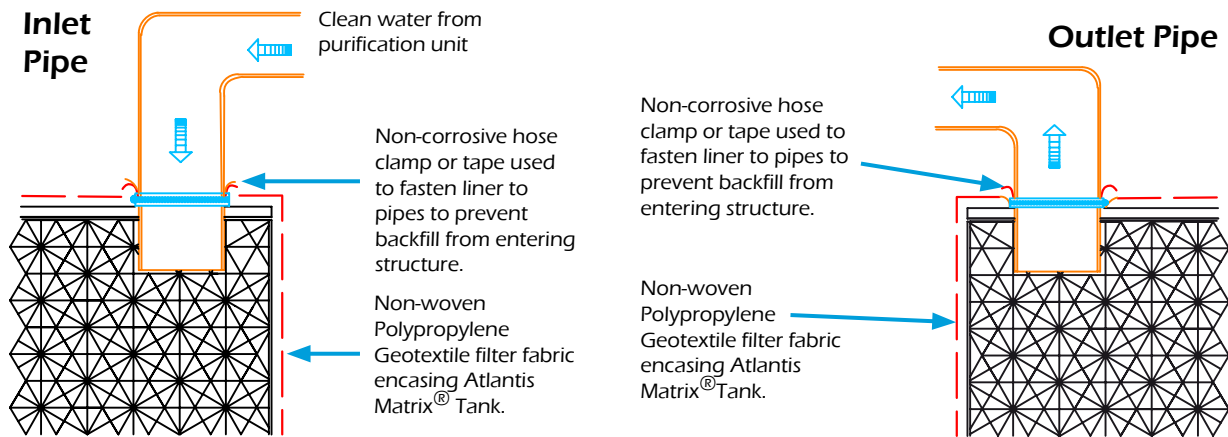 Inlet
Pipe
Clean water from
purification unit
Non-corrosive hose
clamp or tape used
to fasten liner to
pipes to prevent
backfill from entering
structure.
Non-woven
Polypropylene
Geotextile filter fabric
encasing Atlantis
Matrix® Tank.
Outlet Pipe
Non-corrosive hose
clamp or tape used to
fasten liner to pipes to
prevent backfill from
entering structure.
Non-woven
Polypropylene
Geotextile filter fabric
encasing Atlantis
Matrix®Tank.